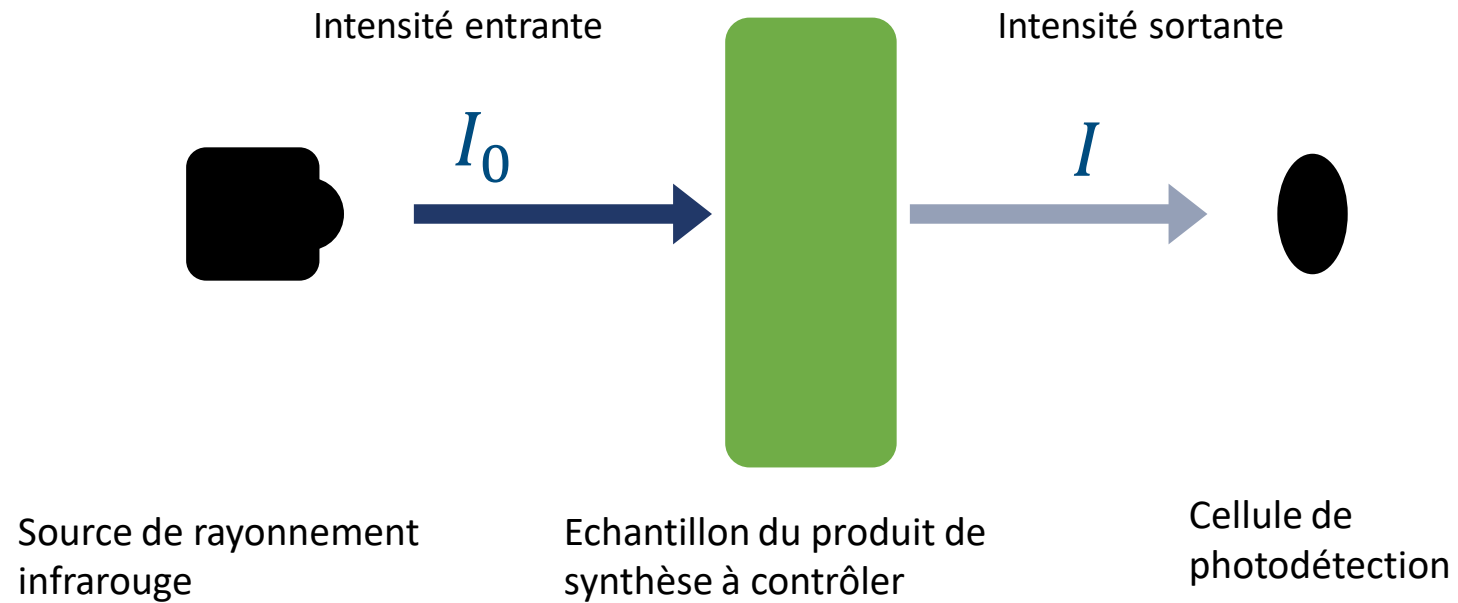 Intensité entrante
Intensité sortante
I₀
I
Source de rayonnement
infrarouge
Echantillon du produit de
synthèse à contrôler
Cellule de
photodétection